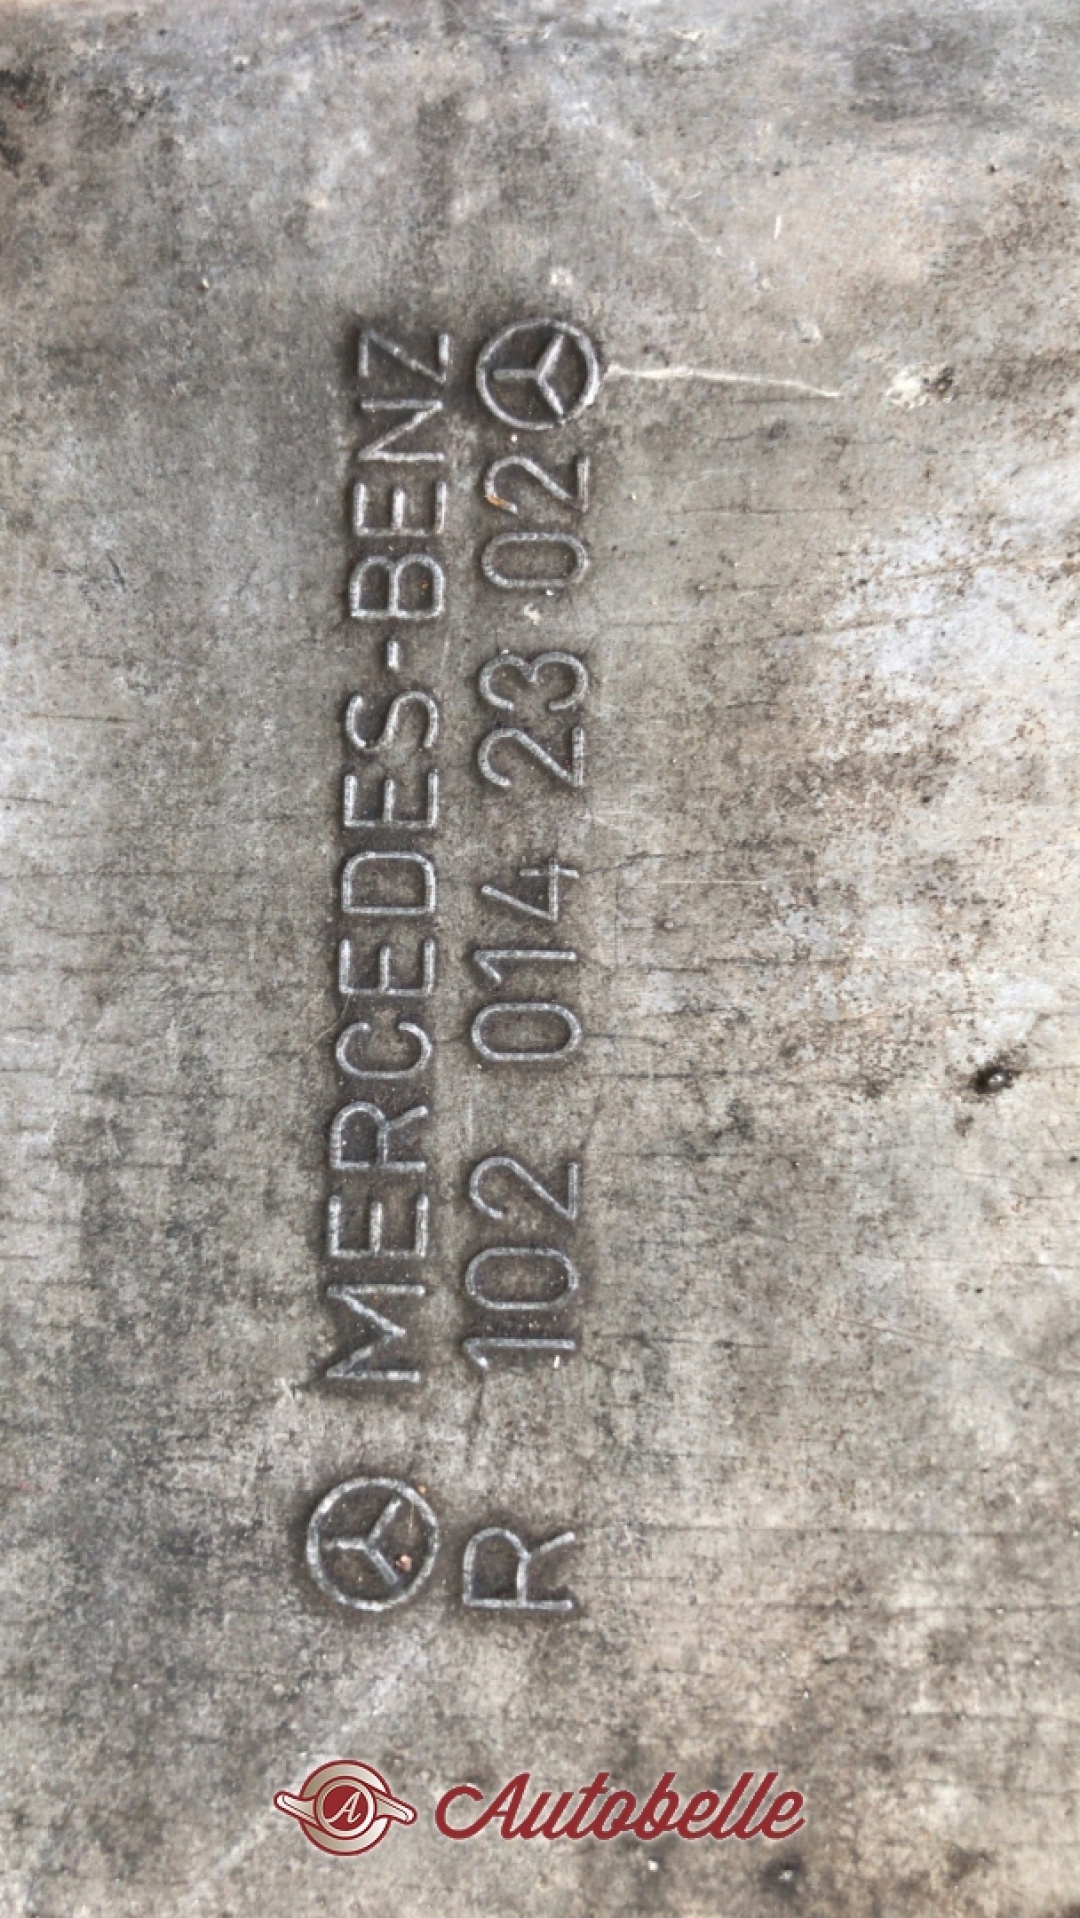 MERCEDES-BENZ
R 102 014 23 02
Autobelle